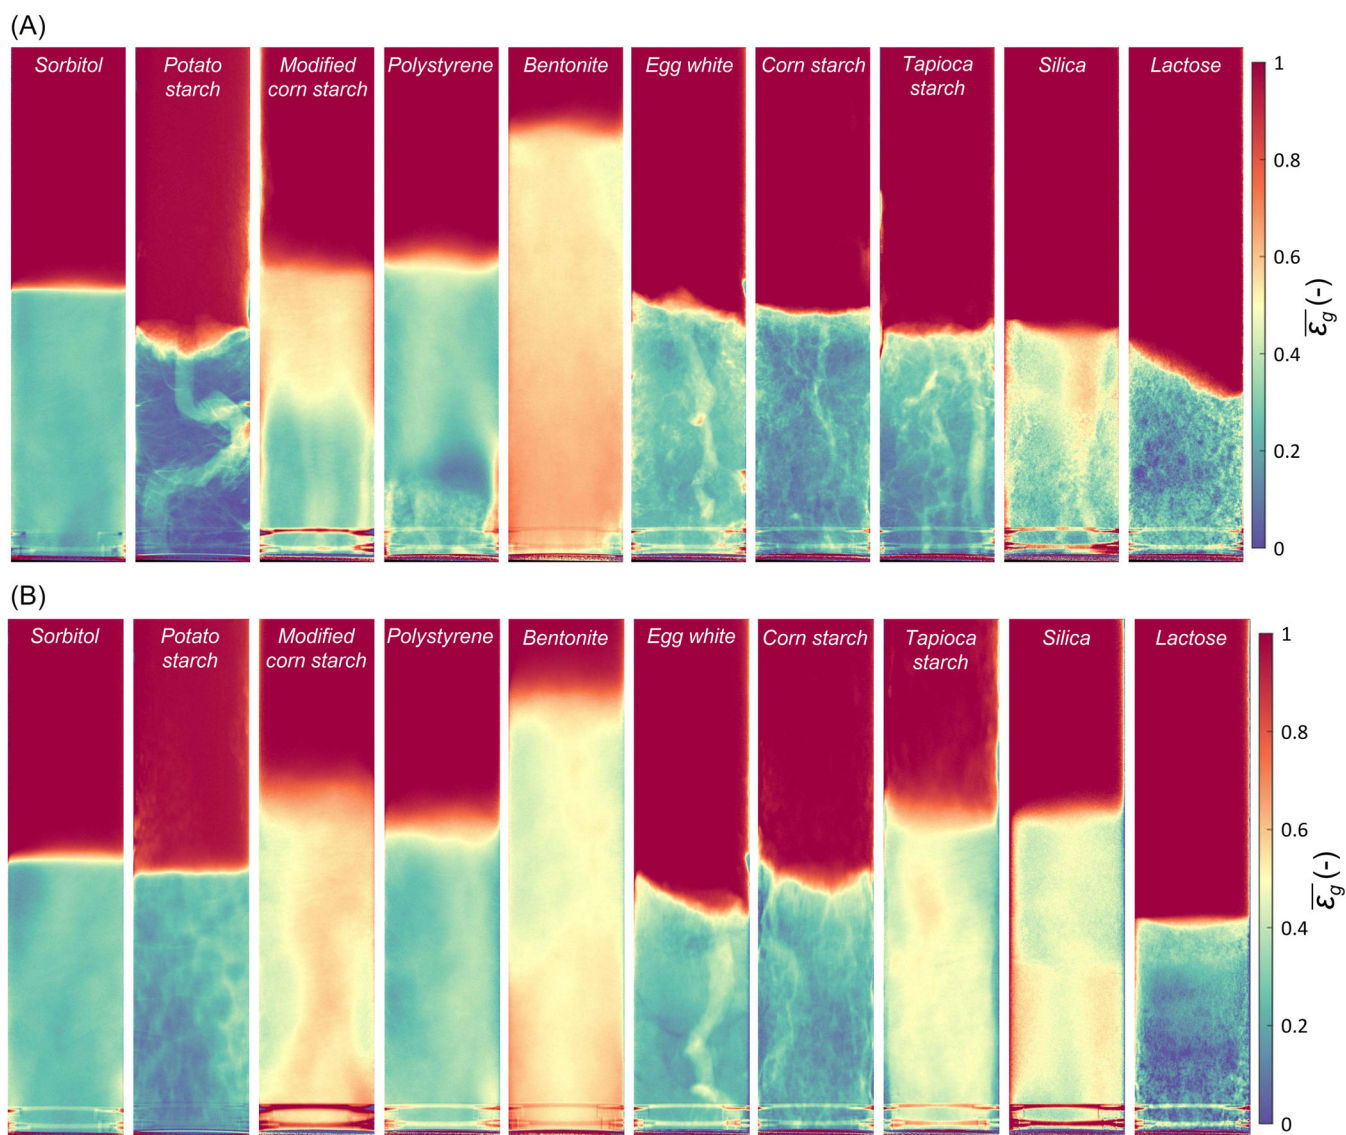 (A)
Sorbitol
Potato
starch
Modified
corn starch
Polystyrene
Bentonite
Egg white
Corn starch
Tapioca
starch
Silica
Lactose
1
0.8
0.6
0.4
0.2
0
ε̅g (-)
(B)
Sorbitol
Potato
starch
Modified
corn starch
Polystyrene
Bentonite
Egg white
Corn starch
Tapioca
starch
Silica
Lactose
1
0.8
0.6
0.4
0.2
0
ε̅g (-)